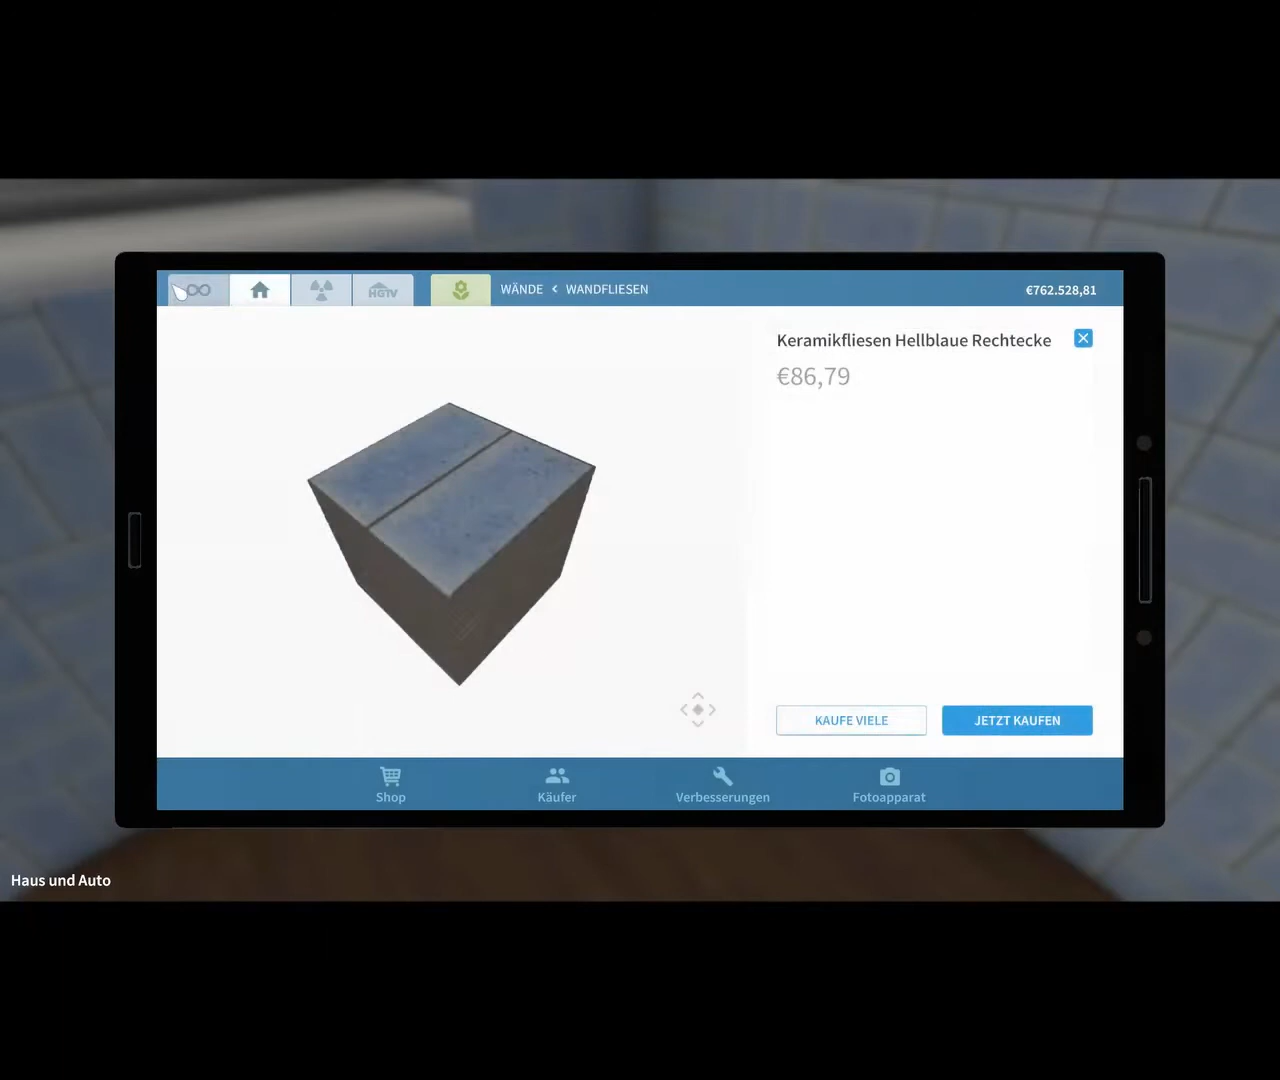 HGTV
WÄNDE < WANDFLIESEN
€762.528,81
Keramikfliesen Hellblaue Rechtecke
€86,79
KAUFE VIELE
JETZT KAUFEN
Shop
Käufer
Verbesserungen
Fotoapparat
Haus und Auto